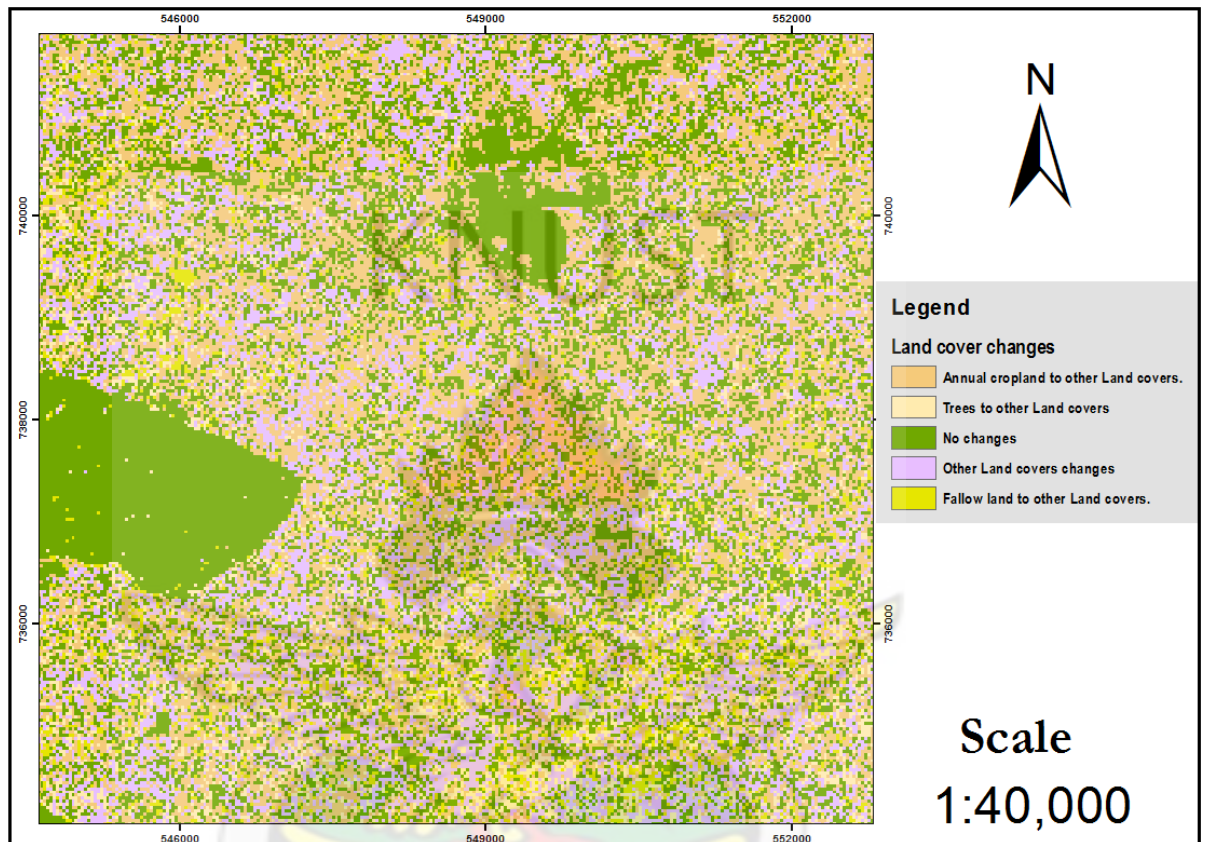 546000 549000 552000
N
740000 740000
KNUST
Legend
Land cover changes
Annual cropland to other Land covers.
Trees to other Land covers
No changes
Other Land covers changes
Fallow land to other Land covers.
738000 738000
736000 736000
Scale
1:40,000
546000 549000 552000